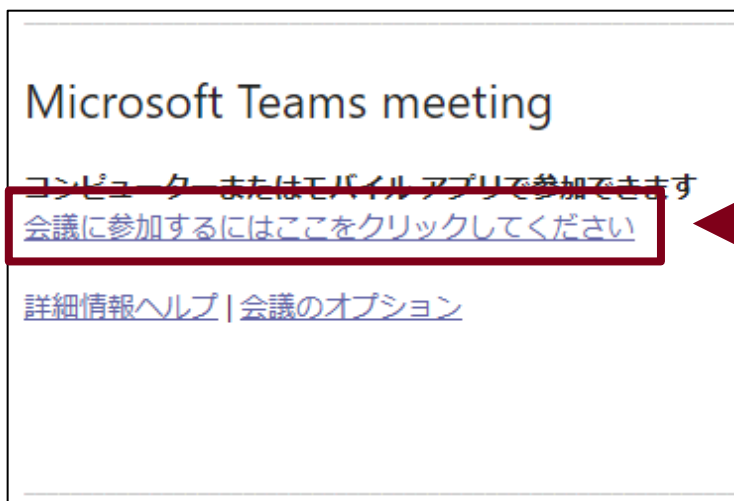 Microsoft Teams meeting
コンピューターまたはモバイル アプリで参加できます
会議に参加するにはここをクリックしてください
詳細情報ヘルプ | 会議のオプション